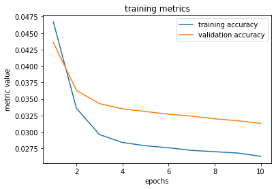 training metrics
0.0475
0.0450
0.0425
0.0400
0.0375
0.0350
0.0325
0.0300
0.0275
metric value
training accuracy
validation accuracy
2
4
6
8
10
epochs